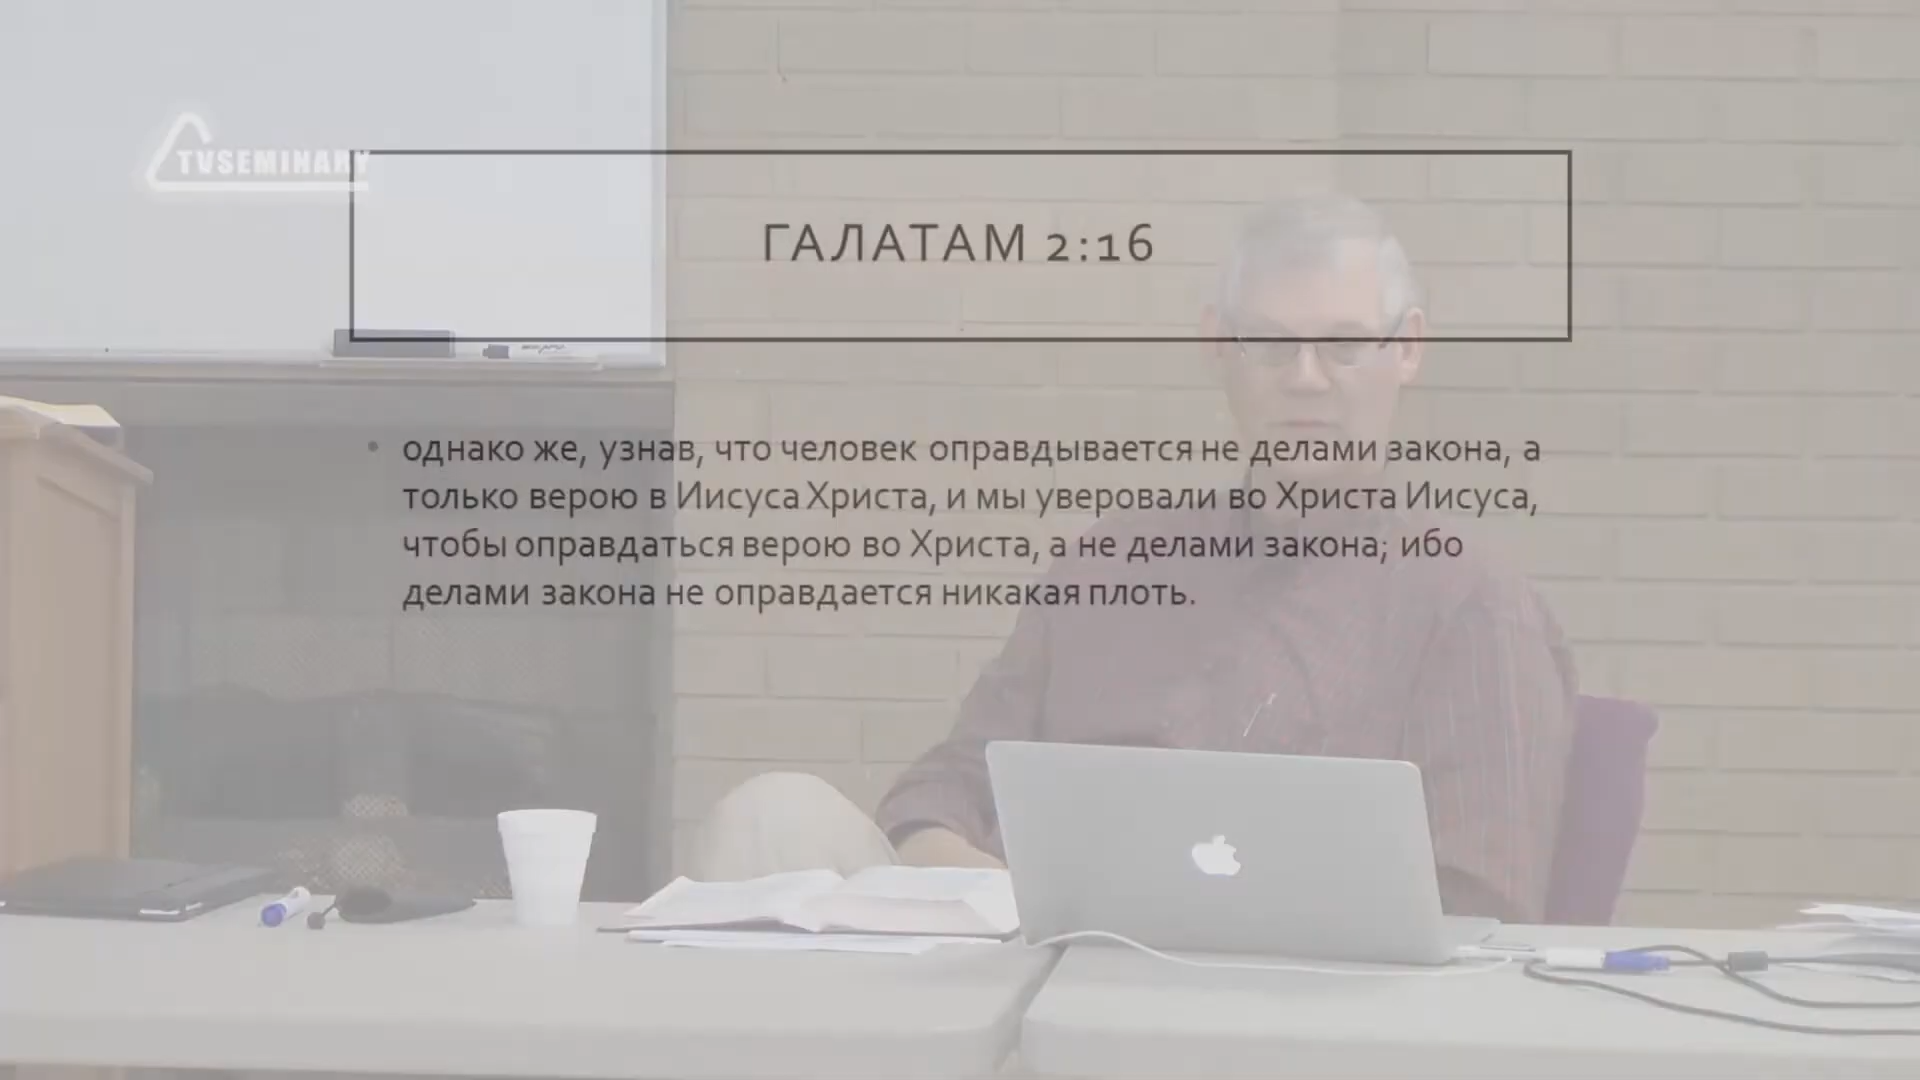 TVSEMINARY
ГАЛАТАМ 2:16
• однако же, узнав, что человек оправдывается не делами закона, а
только верою в Иисуса Христа, и мы уверовали во Христа Иисуса,
чтобы оправдаться верою во Христа, а не делами закона; ибо
делами закона не оправдается никакая плоть.